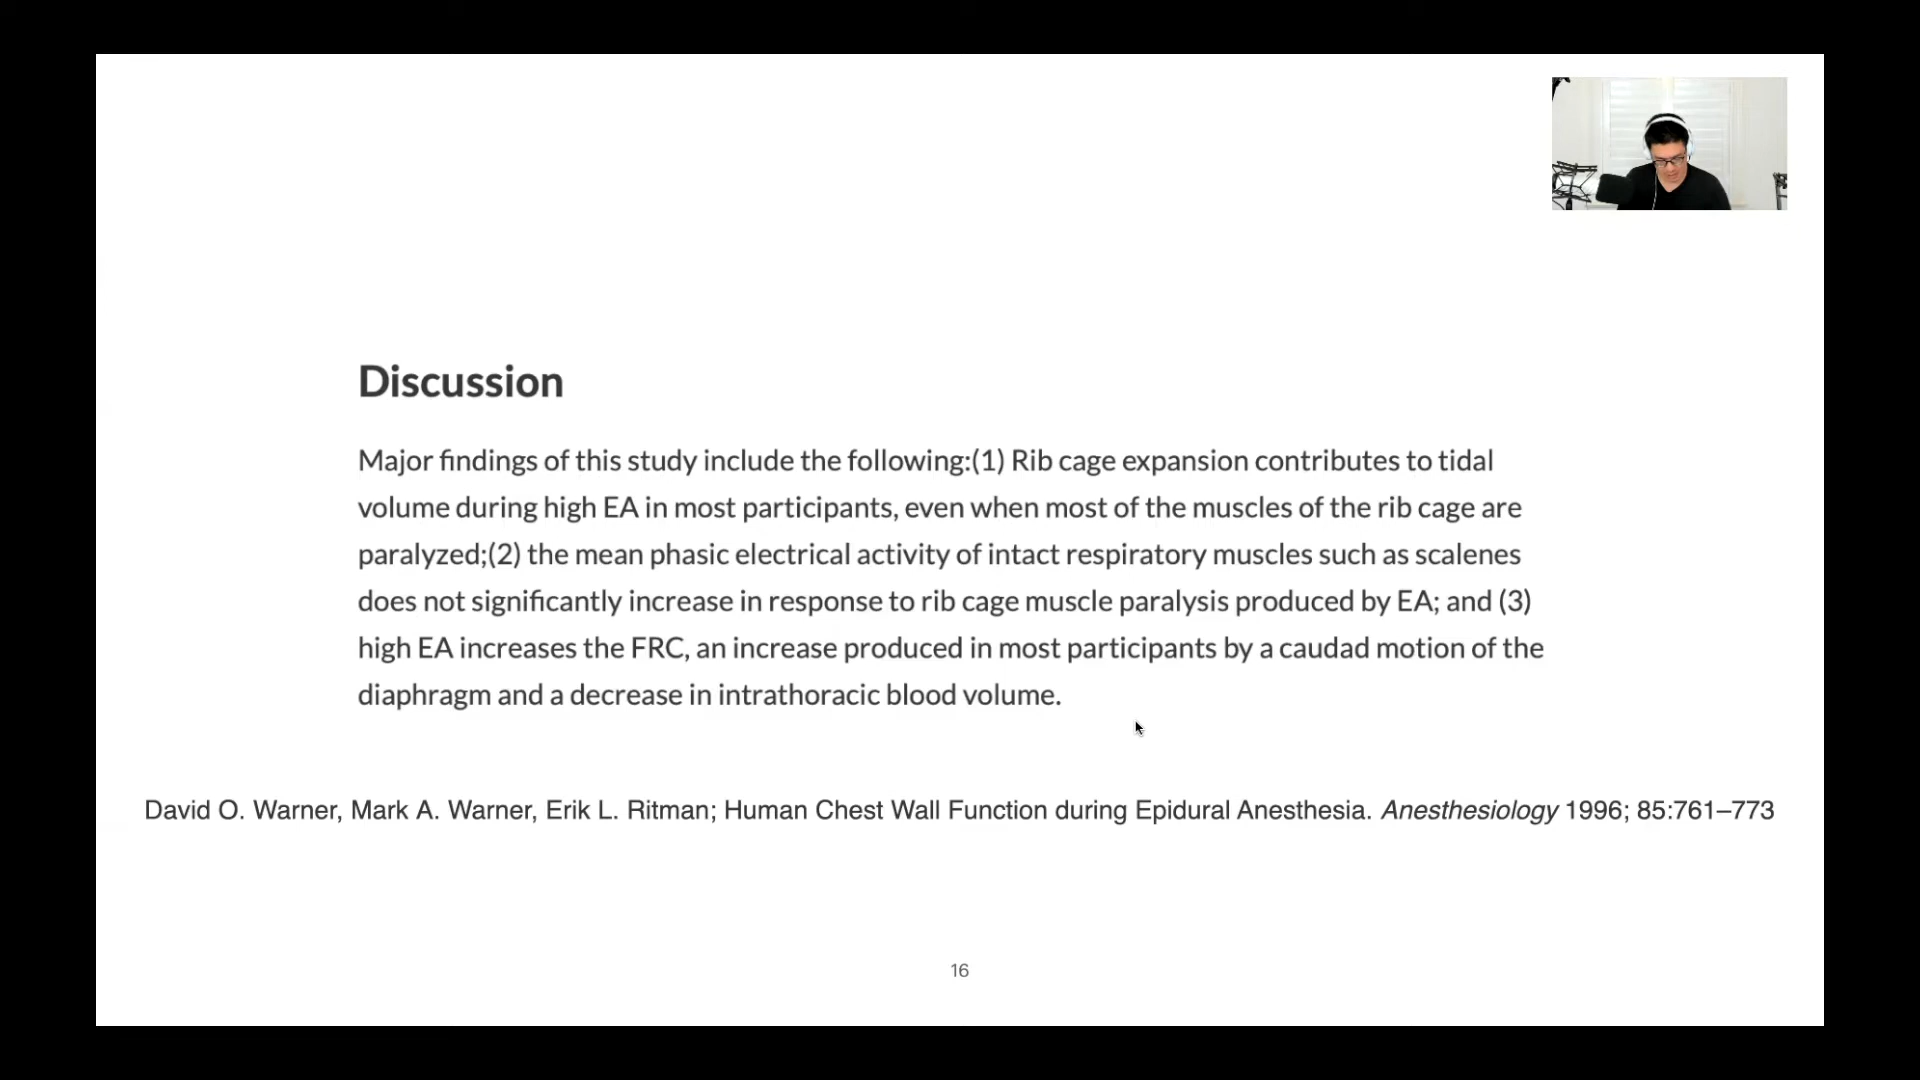 Discussion
Major findings of this study include the following:(1) Rib cage expansion contributes to tidal
volume during high EA in most participants, even when most of the muscles of the rib cage are
paralyzed;(2) the mean phasic electrical activity of intact respiratory muscles such as scalenes
does not significantly increase in response to rib cage muscle paralysis produced by EA; and (3)
high EA increases the FRC, an increase produced in most participants by a caudad motion of the
diaphragm and a decrease in intrathoracic blood volume.
David O. Warner, Mark A. Warner, Erik L. Ritman; Human Chest Wall Function during Epidural Anesthesia. Anesthesiology 1996; 85:761–773
16